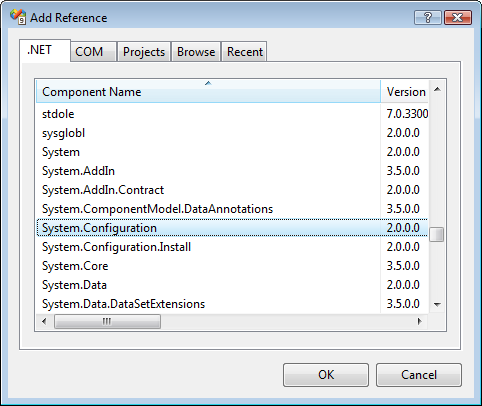 Add Reference
.NET COM Projects Browse Recent
Component Name Version
stdole 7.0.3300
sysglobl 2.0.0.0
System 2.0.0.0
System.AddIn 3.5.0.0
System.AddIn.Contract 2.0.0.0
System.ComponentModel.DataAnnotations 3.5.0.0
System.Configuration 2.0.0.0
System.Configuration.Install 2.0.0.0
System.Core 3.5.0.0
System.Data 2.0.0.0
System.Data.DataSetExtensions 3.5.0.0
OK Cancel